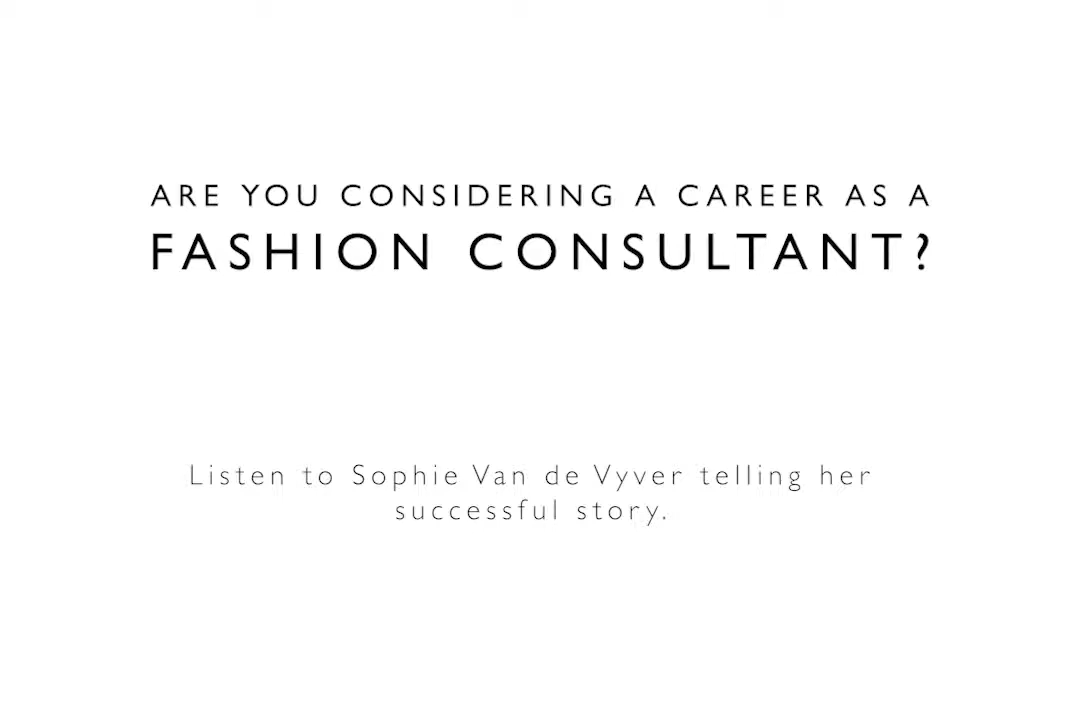 ARE YOU CONSIDERING A CAREER AS A
FASHION CONSULTANT?
Listen to Sophie Van de Vyver telling her
successful story.